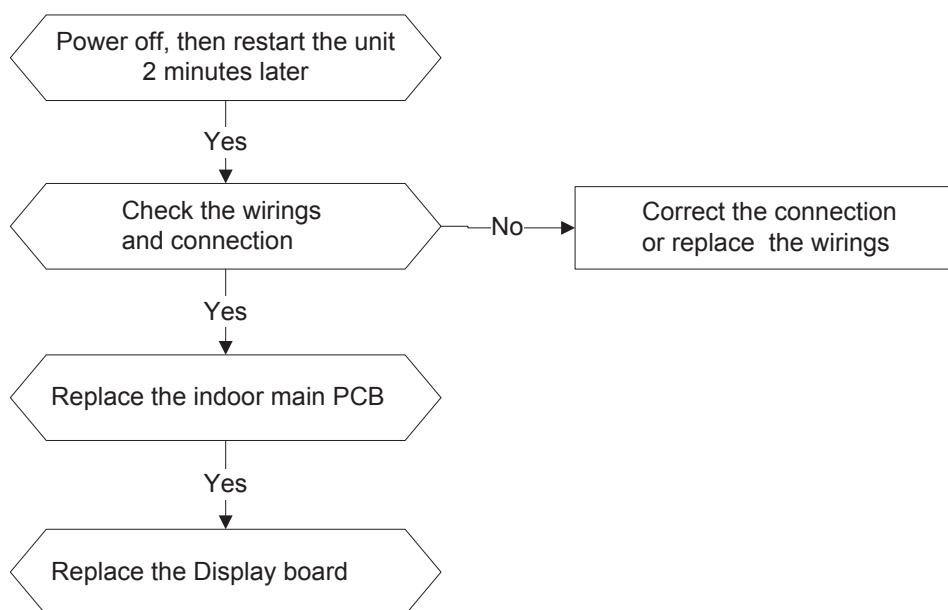 Power off, then restart the unit
2 minutes later
Yes
Check the wirings
and connection
No
Correct the connection
or replace  the wirings
Yes
Replace the indoor main PCB
Yes
Replace the Display board